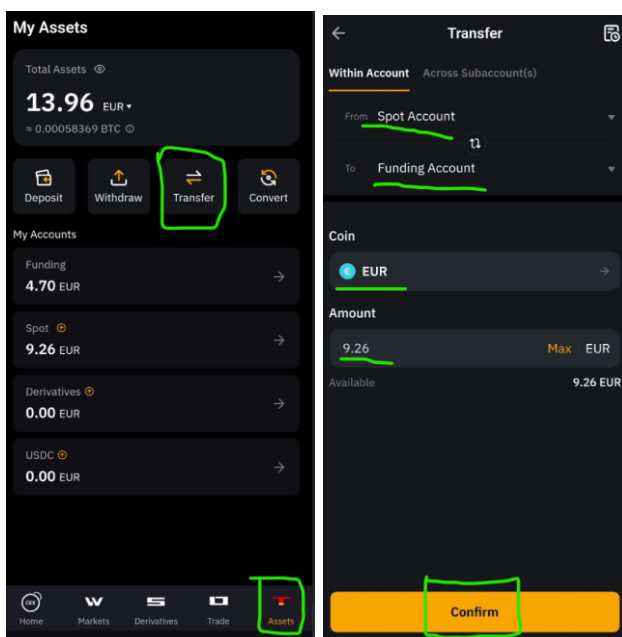 My Assets
Total Assets
13.96 EUR
≈ 0.00058369 BTC
Deposit
Withdraw
Transfer
Convert
My Accounts
Funding
4.70 EUR
Spot
9.26 EUR
Derivatives
0.00 EUR
USDC
0.00 EUR
Home
Markets
Derivatives
Trade
Assets
Transfer
Within Account Across Subaccount(s)
From Spot Account
To Funding Account
Coin
EUR
Amount
9.26 Max EUR
Available 9.26 EUR
Confirm